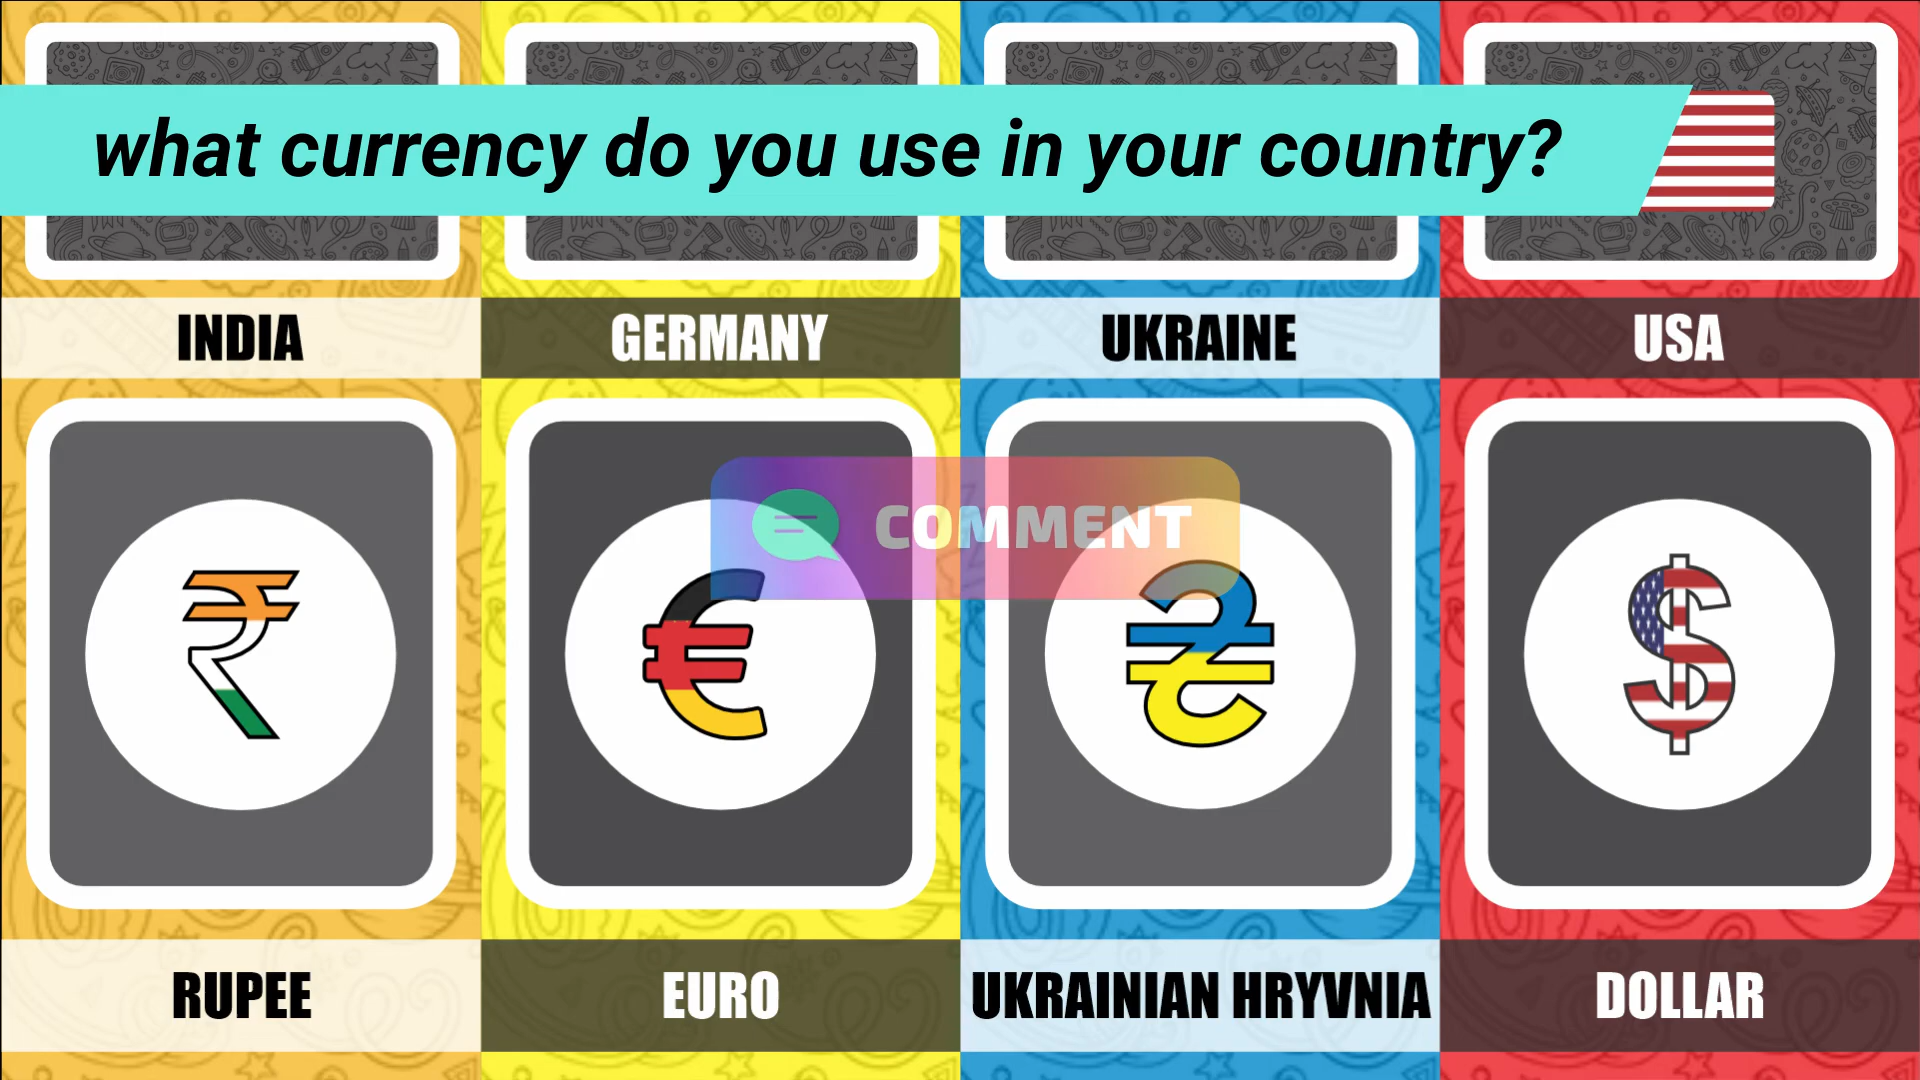 what currency do you use in your country?
INDIA
GERMANY
UKRAINE
USA
COMMENT
₹
€
₴
$
RUPEE
EURO
UKRAINIAN HRYVNIA
DOLLAR